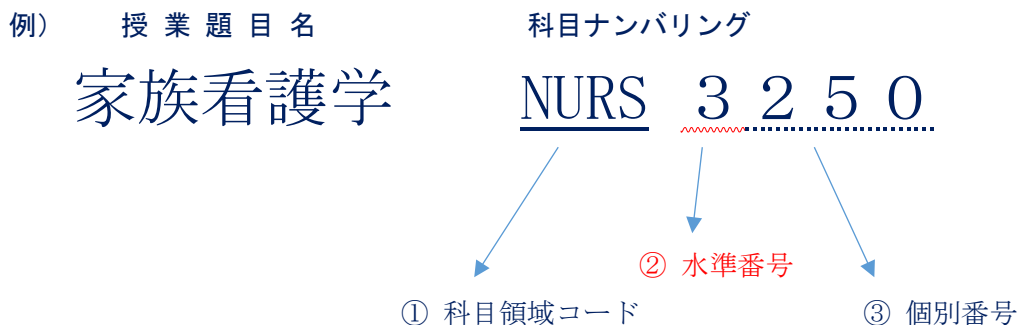 例） 授業題目名 科目ナンバリング
家族看護学 NURS ３２５０
② 水準番号
① 科目領域コード ③ 個別番号